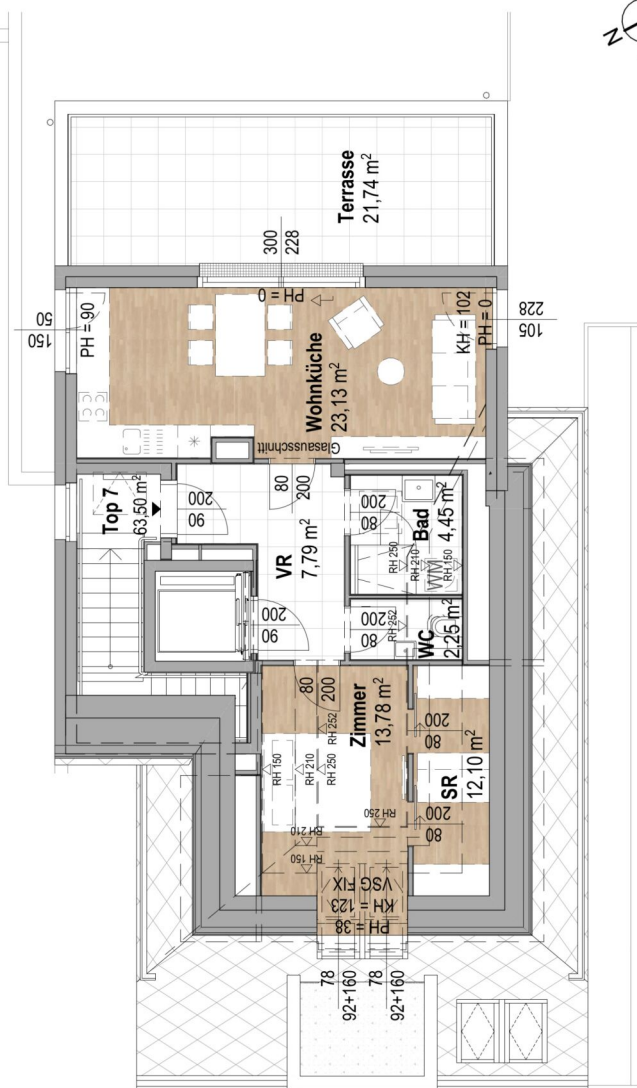 N
Terrasse
21,74 m²
300
228
PH = 0
150
50
PH = 90
Wohnküche
23,13 m²
KH = 102
PH = 0
105
228
Glasausschnitt
Top 7
63,50 m²
90
200
80
200
VR
7,79 m²
80
200
Bad
4,45 m²
RH 250
RH 210
RH 150
WM
90
200
80
200
RH 252
WC
2,25 m²
80
200
Zimmer
13,78 m²
RH 252
RH 150
RH 210
RH 250
RH 250
RH 210
RH 150
80
200
SR
12,10 m²
80
200
VSG FIX
KH = 123
PH = 38
78
92+160
78
92+160